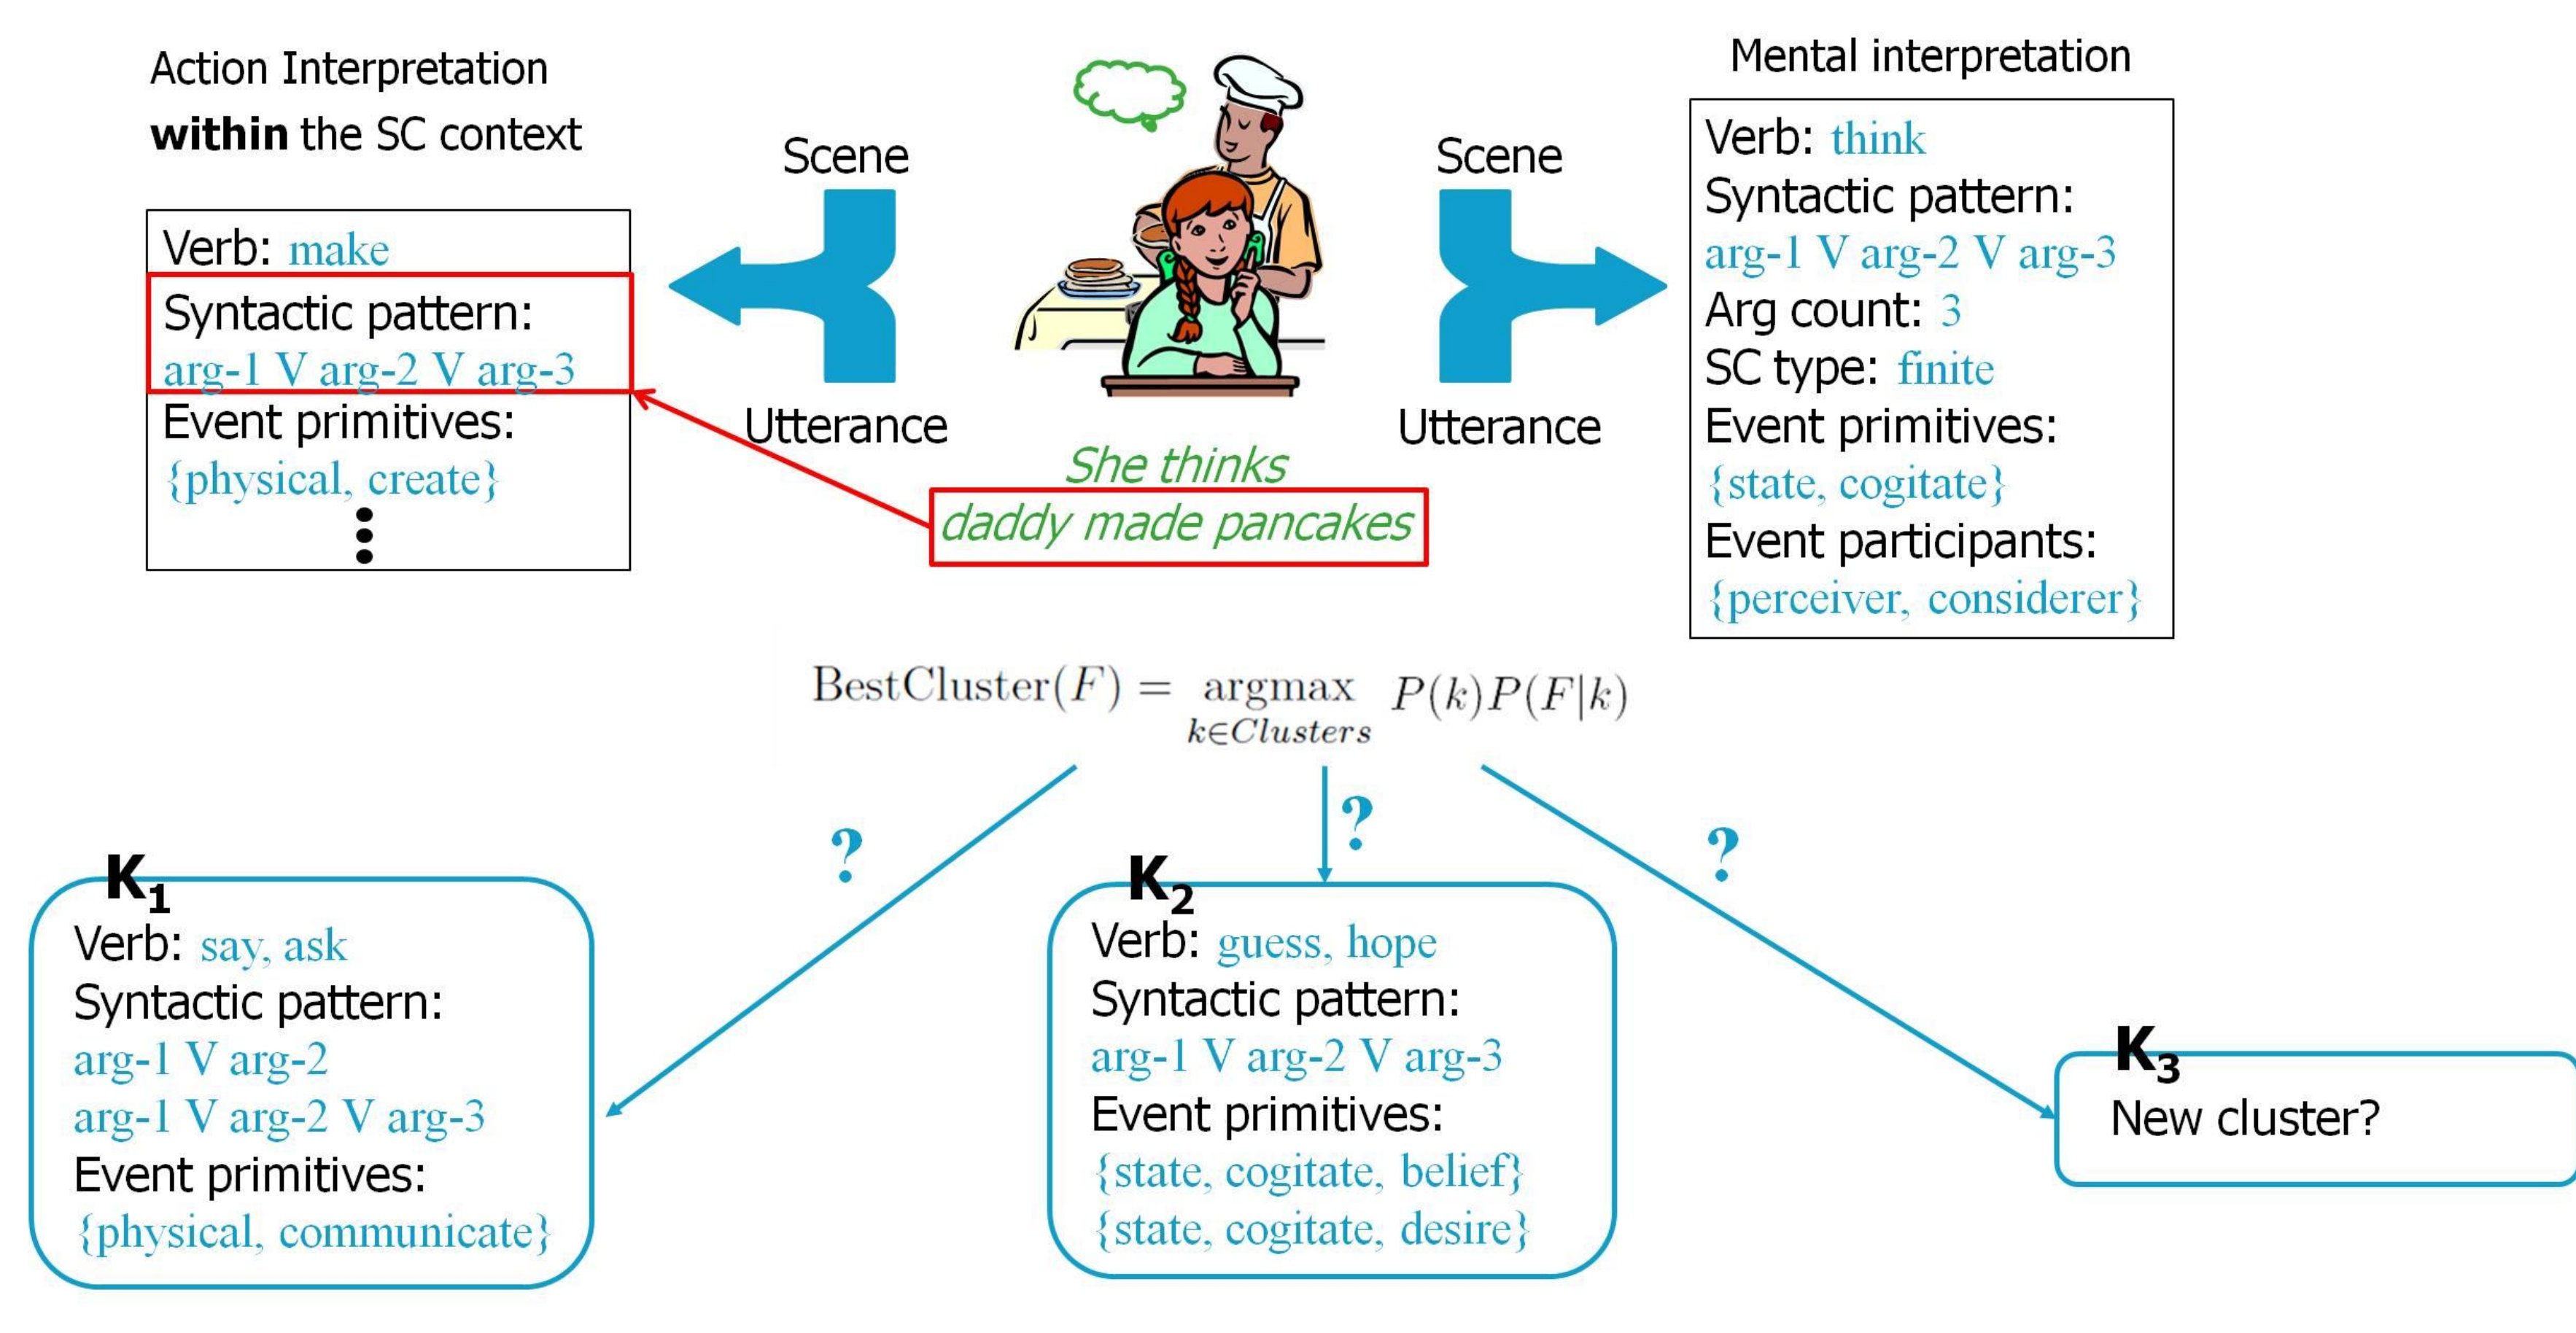 Action Interpretation
within the SC context
Verb: make
Syntactic pattern:
arg-1 V arg-2 V arg-3
Event primitives:
{physical, create}
Scene
Utterance
She thinks
daddy made pancakes
Scene
Utterance
Mental interpretation
Verb: think
Syntactic pattern:
arg-1 V arg-2 V arg-3
Arg count: 3
SC type: finite
Event primitives:
{state, cogitate}
Event participants:
{perceiver, considerer}
BestCluster(F) = argmax P(k)P(F|k)
k∈Clusters
?
?
?
K1
Verb: say, ask
Syntactic pattern:
arg-1 V arg-2
arg-1 V arg-2 V arg-3
Event primitives:
{physical, communicate}
K2
Verb: guess, hope
Syntactic pattern:
arg-1 V arg-2 V arg-3
Event primitives:
{state, cogitate, belief}
{state, cogitate, desire}
K3
New cluster?